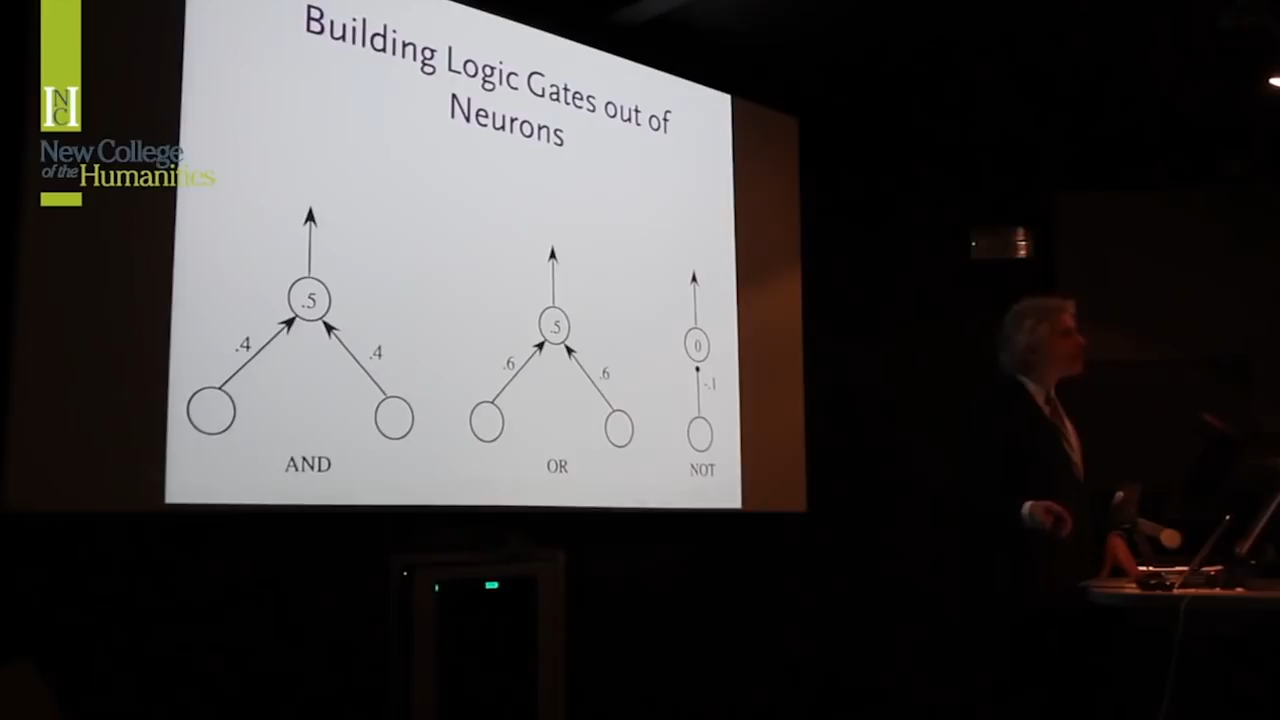 Building Logic Gates out of
Neurons
NC
H
New College
of the Humanities
.5
.4
.4
AND
.5
.6
.6
OR
0
-.1
NOT